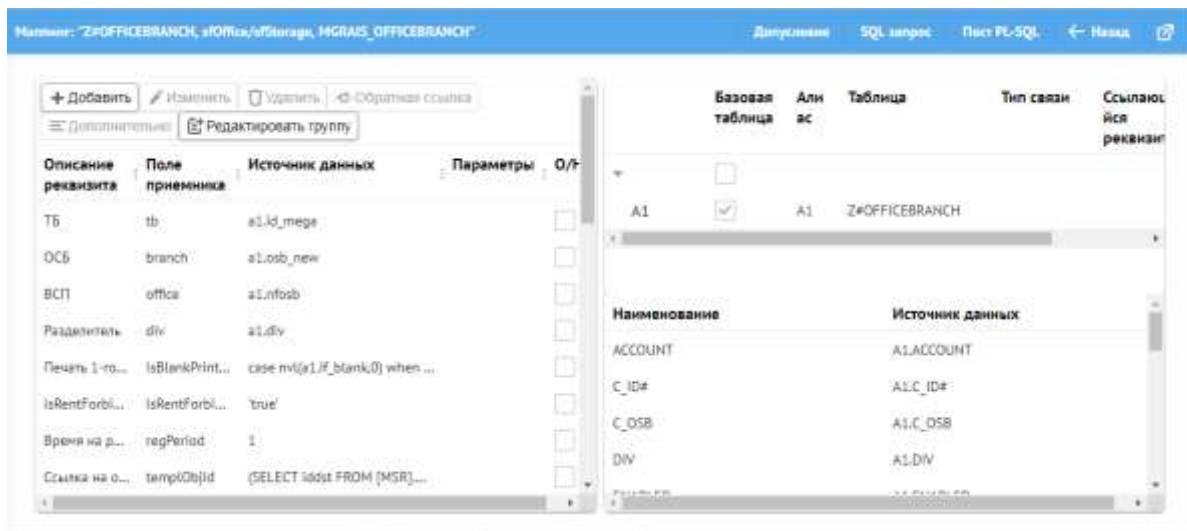 Маппинг: "Z#OFFICEBRANCH, sfOffice/sfStorage, MGRAIS_OFFICEBRANCH"
Допустимые SQL запрос Пост PL-SQL ← Назад
+ Добавить Изменить Удалить Обратная ссылка
Дополнительно Редактировать группу
Описание реквизита Поле приемника Источник данных Параметры О/Н
ТБ tb a1.id_mega
ОСБ branch a1.osb_new
ВСП office a1.nfosb
Разделитель div a1.div
Печать 1-го... IsBlankPrint... case nvl(a1.if_blank,0) when ...
IsRentForbi... IsRentForbi... 'true'
Время на р... regPeriod 1
Ссылка на о... templObjId (SELECT iddst FROM [MSR]....
Базовая таблица Алиас Таблица Тип связи Ссылающийся реквизит
A1 A1 Z#OFFICEBRANCH
Наименование Источник данных
ACCOUNT A1.ACCOUNT
C_ID# A1.C_ID#
C_OSB A1.C_OSB
DIV A1.DIV